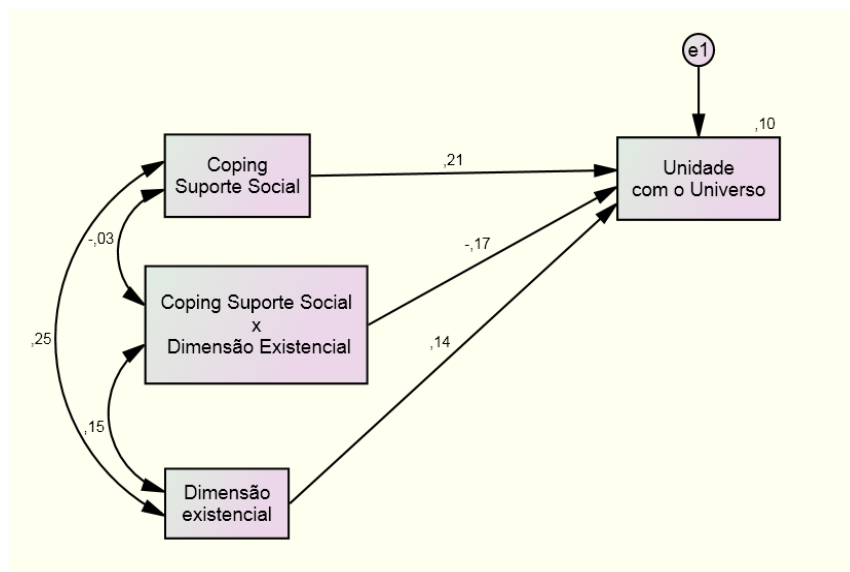 e1
,10
Coping
Suporte Social
,21
Unidade
com o Universo
-,03
-,17
Coping Suporte Social
x
Dimensão Existencial
,25
,14
,15
Dimensão
existencial